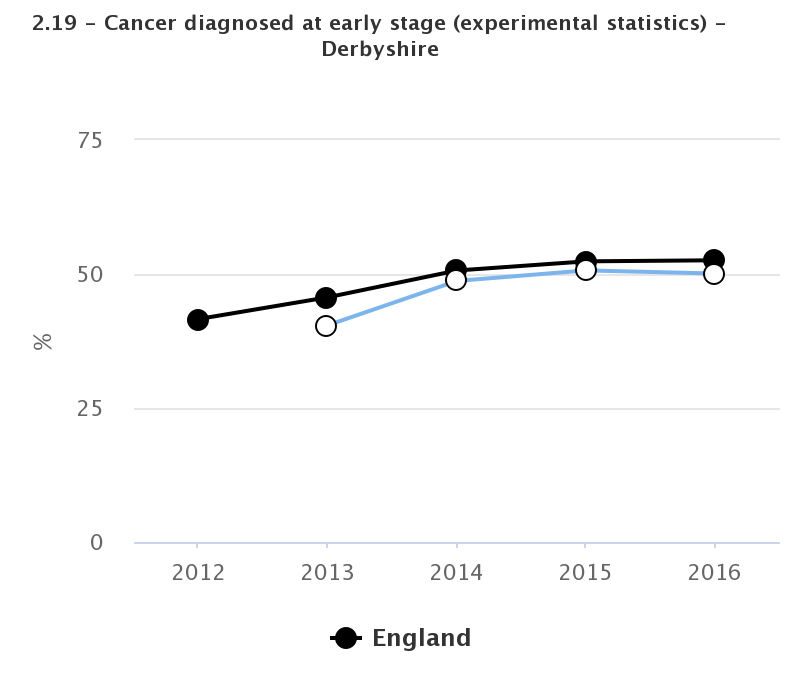 2.19 – Cancer diagnosed at early stage (experimental statistics) –
Derbyshire
75
50
%
25
0
2012 2013 2014 2015 2016
England